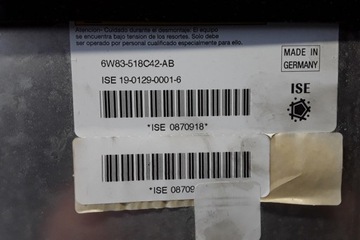 Atención: Cuidado durante el desmontaje: El equipo
se encuentra bajo tension de los resortes. Solo debe
ser operado por personal cualificado especialmente para ello.
6W83-518C42-AB
ISE 19-0129-0001-6
MADE IN
GERMANY
ISE
*ISE 0870918*
*ISE 08709